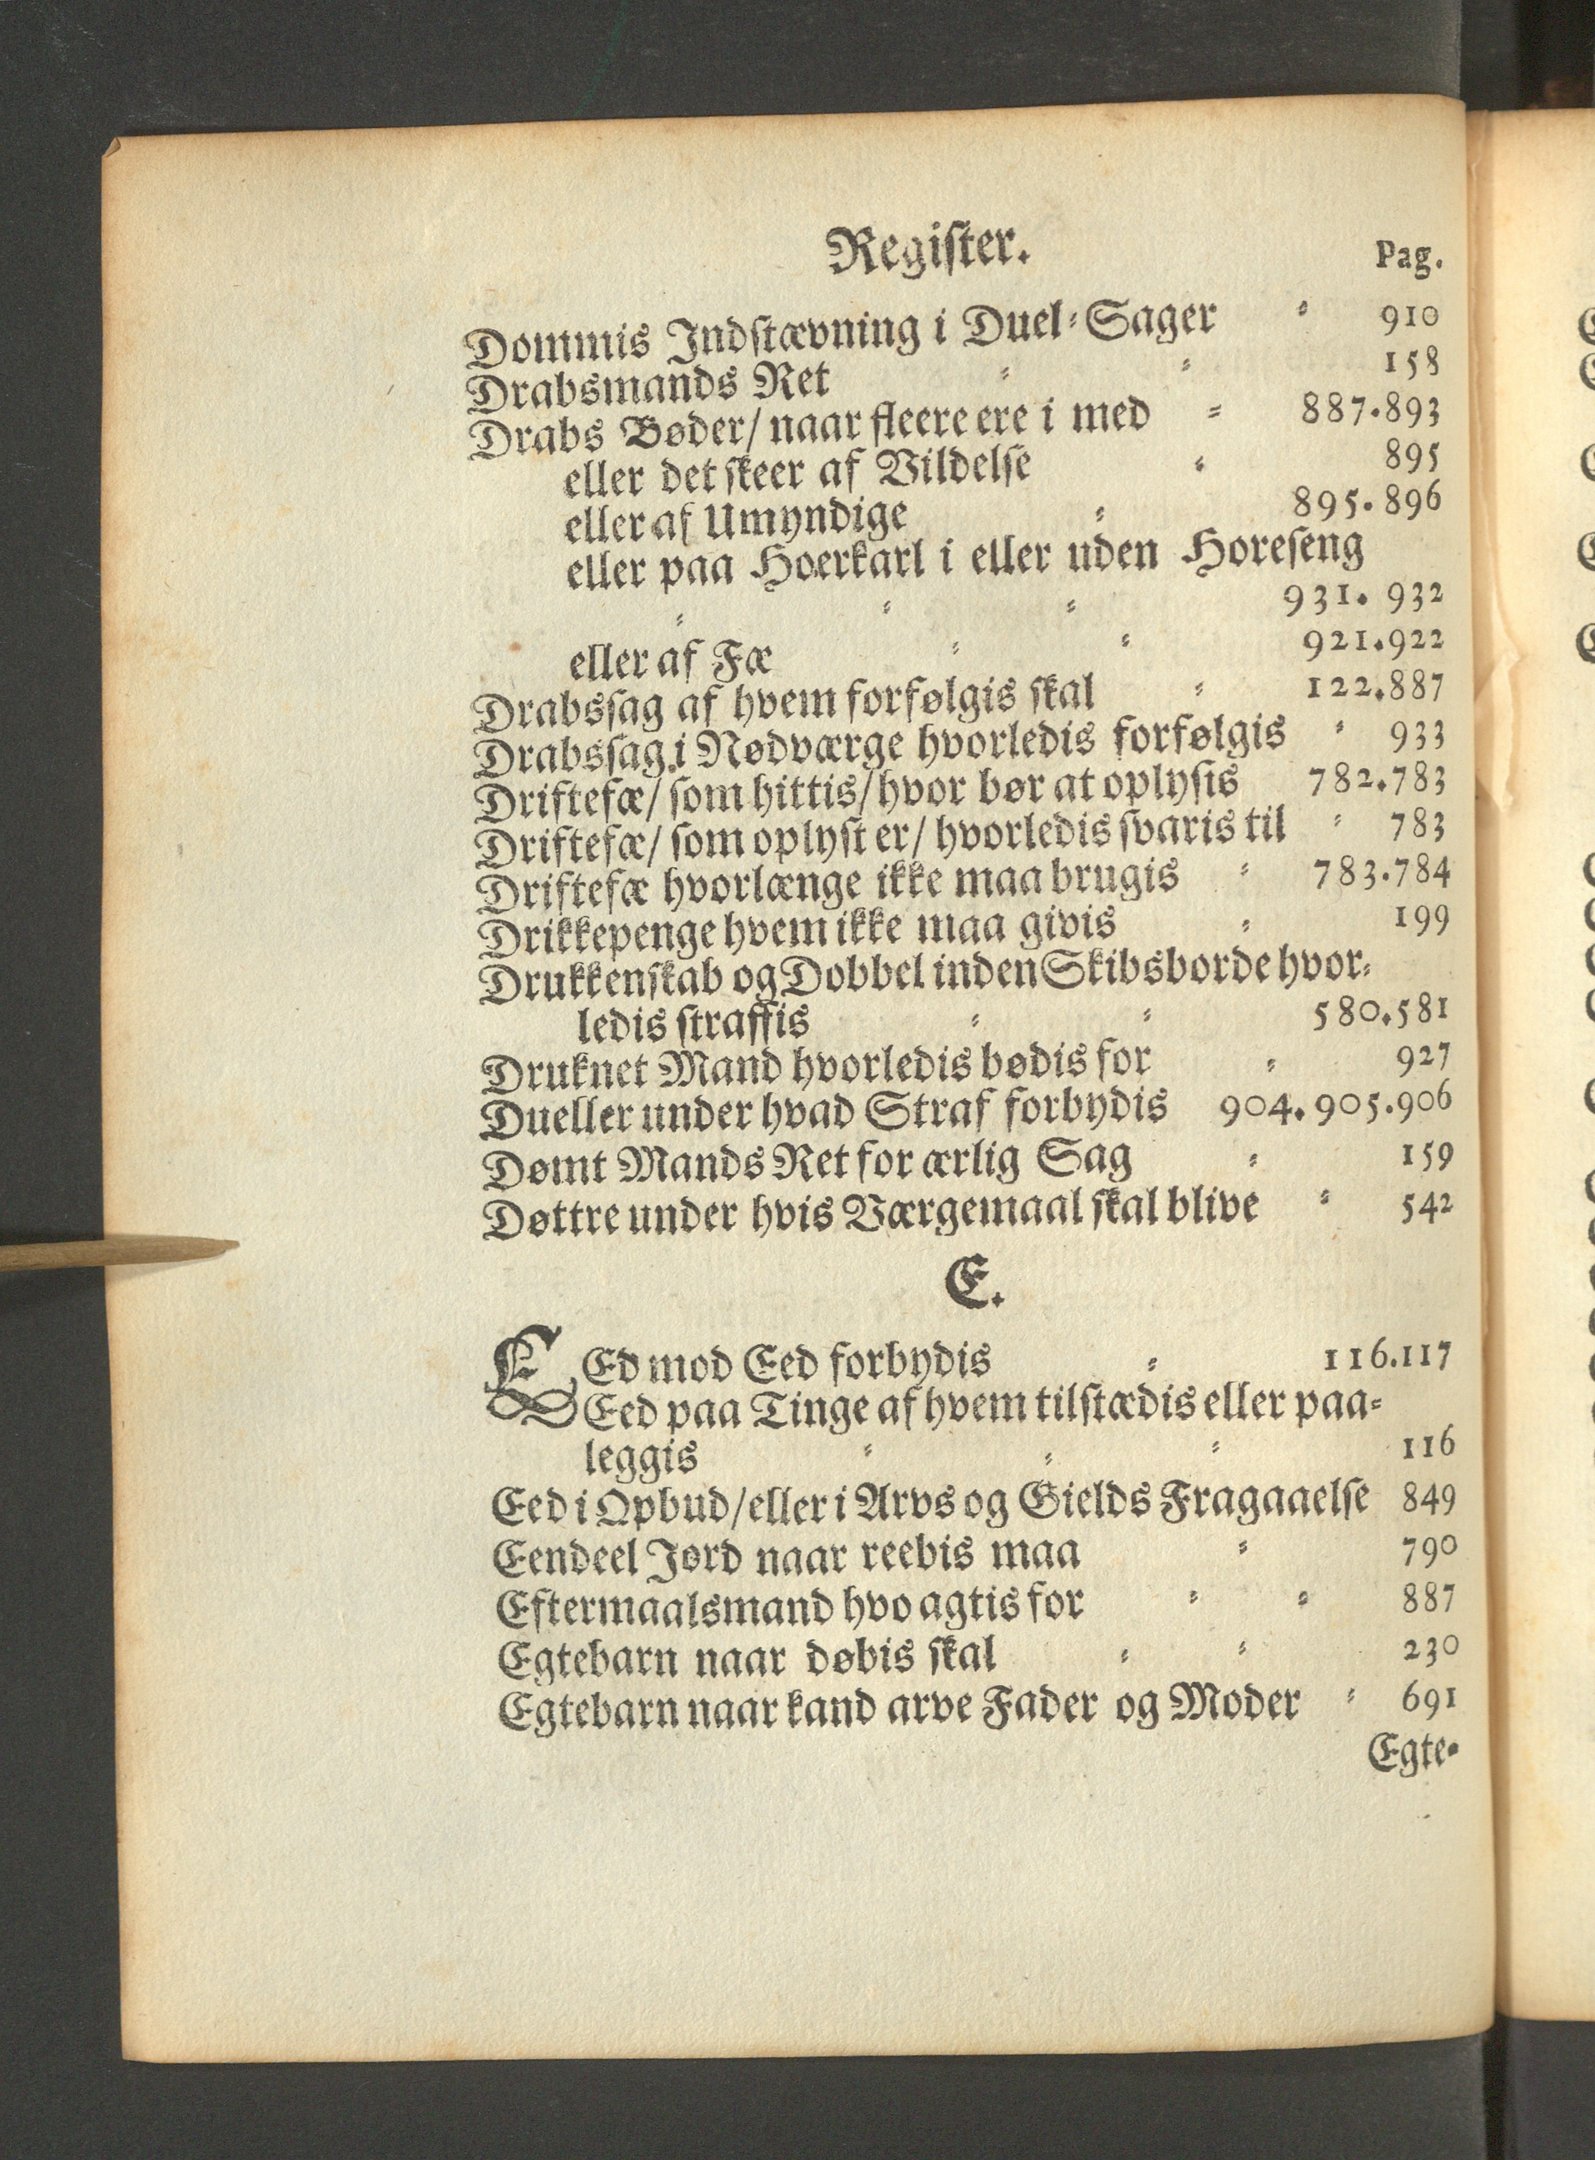 Register.
Pag.
Dommis Indstævning i Duel⸗Sager ⸗ 910
Drabsmands Ret ⸗ ⸗ 158
Drabs Bøder/ naar fleere ere i med ⸗ 887.893
eller det skeer af Vildelse ⸗ 895
eller af Umyndige ⸗ 895.896
eller paa Hoerkarl i eller uden Horeseng
⸗ ⸗ ⸗ 931. 932
eller af Fæ ⸗ ⸗ 921.922
Drabssag af hvem forfølgis skal ⸗ 122.887
Drabssag i Nødværge hvorledis forfølgis ⸗ 933
Driftefæ/ som hittis/ hvor bør at oplysis 782.783
Driftefæ/ som oplyst er/ hvorledis svaris til ⸗ 783
Driftefæ hvorlænge ikke maa brugis ⸗ 783.784
Drikkepenge hvem ikke maa givis ⸗ 199
Drukkenskab og Dobbel inden Skibsborde hvor⸗
ledis straffis ⸗ ⸗ 580.581
Druknet Mand hvorledis bødis for ⸗ 927
Dueller under hvad Straf forbydis 904. 905.906
Dømt Mands Ret for ærlig Sag ⸗ 159
Døttre under hvis Værgemaal skal blive ⸗ 542
E.
EEd mod Eed forbydis ⸗ 116.117
Eed paa Tinge af hvem tilstædis eller paa⸗
leggis ⸗ ⸗ ⸗ 116
Eed i Opbud/ eller i Arvs og Gields Fragaaelse 849
Eendeel Jord naar reebis maa ⸗ 790
Eftermaalsmand hvo agtis for ⸗ ⸗ 887
Egtebarn naar døbis skal ⸗ ⸗ 230
Egtebarn naar kand arve Fader og Moder ⸗ 691
Egte⸗